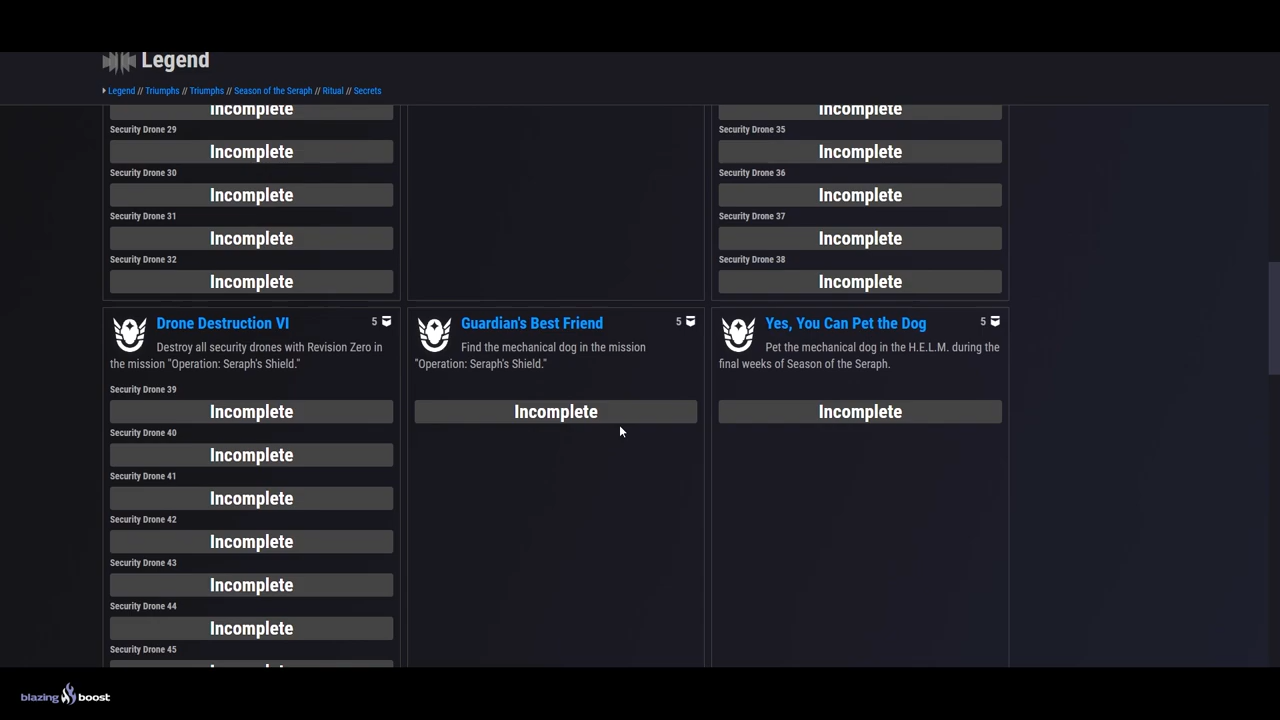 Legend
Legend // Triumphs // Triumphs // Season of the Seraph // Ritual // Secrets
Incomplete
Security Drone 29
Incomplete
Security Drone 30
Incomplete
Security Drone 31
Incomplete
Security Drone 32
Incomplete
Incomplete
Security Drone 35
Incomplete
Security Drone 36
Incomplete
Security Drone 37
Incomplete
Security Drone 38
Incomplete
Drone Destruction VI
5
Destroy all security drones with Revision Zero in
the mission "Operation: Seraph's Shield."
Security Drone 39
Incomplete
Security Drone 40
Incomplete
Security Drone 41
Incomplete
Security Drone 42
Incomplete
Security Drone 43
Incomplete
Security Drone 44
Incomplete
Security Drone 45
Guardian's Best Friend
5
Find the mechanical dog in the mission
"Operation: Seraph's Shield."
Incomplete
Yes, You Can Pet the Dog
5
Pet the mechanical dog in the H.E.L.M. during the
final weeks of Season of the Seraph.
Incomplete
blazing boost